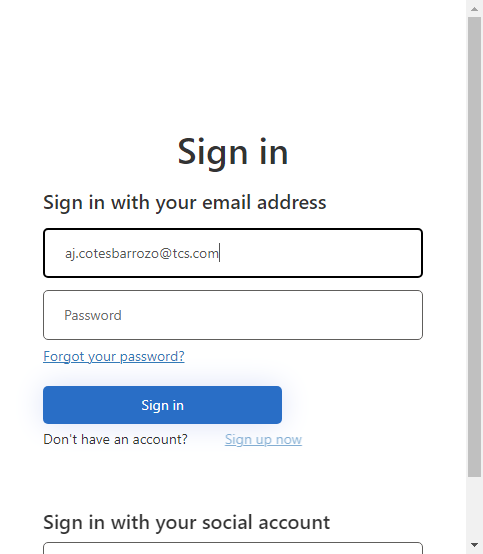 Sign in
Sign in with your email address
aj.cotesbarrozo@tcs.com
Password
Forgot your password?
Sign in
Don't have an account? Sign up now
Sign in with your social account